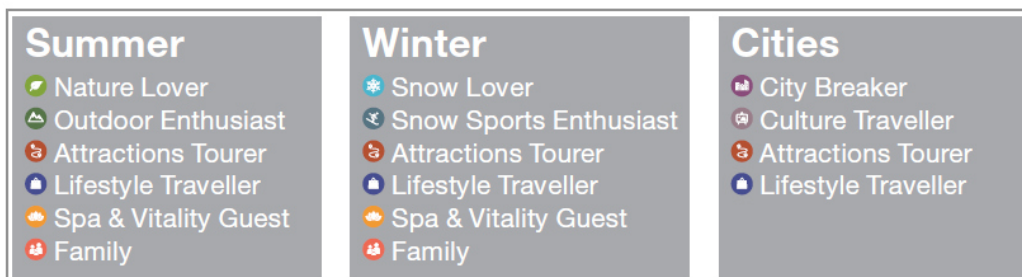 Summer
Nature Lover
Outdoor Enthusiast
Attractions Tourer
Lifestyle Traveller
Spa & Vitality Guest
Family
Winter
Snow Lover
Snow Sports Enthusiast
Attractions Tourer
Lifestyle Traveller
Spa & Vitality Guest
Family
Cities
City Breaker
Culture Traveller
Attractions Tourer
Lifestyle Traveller